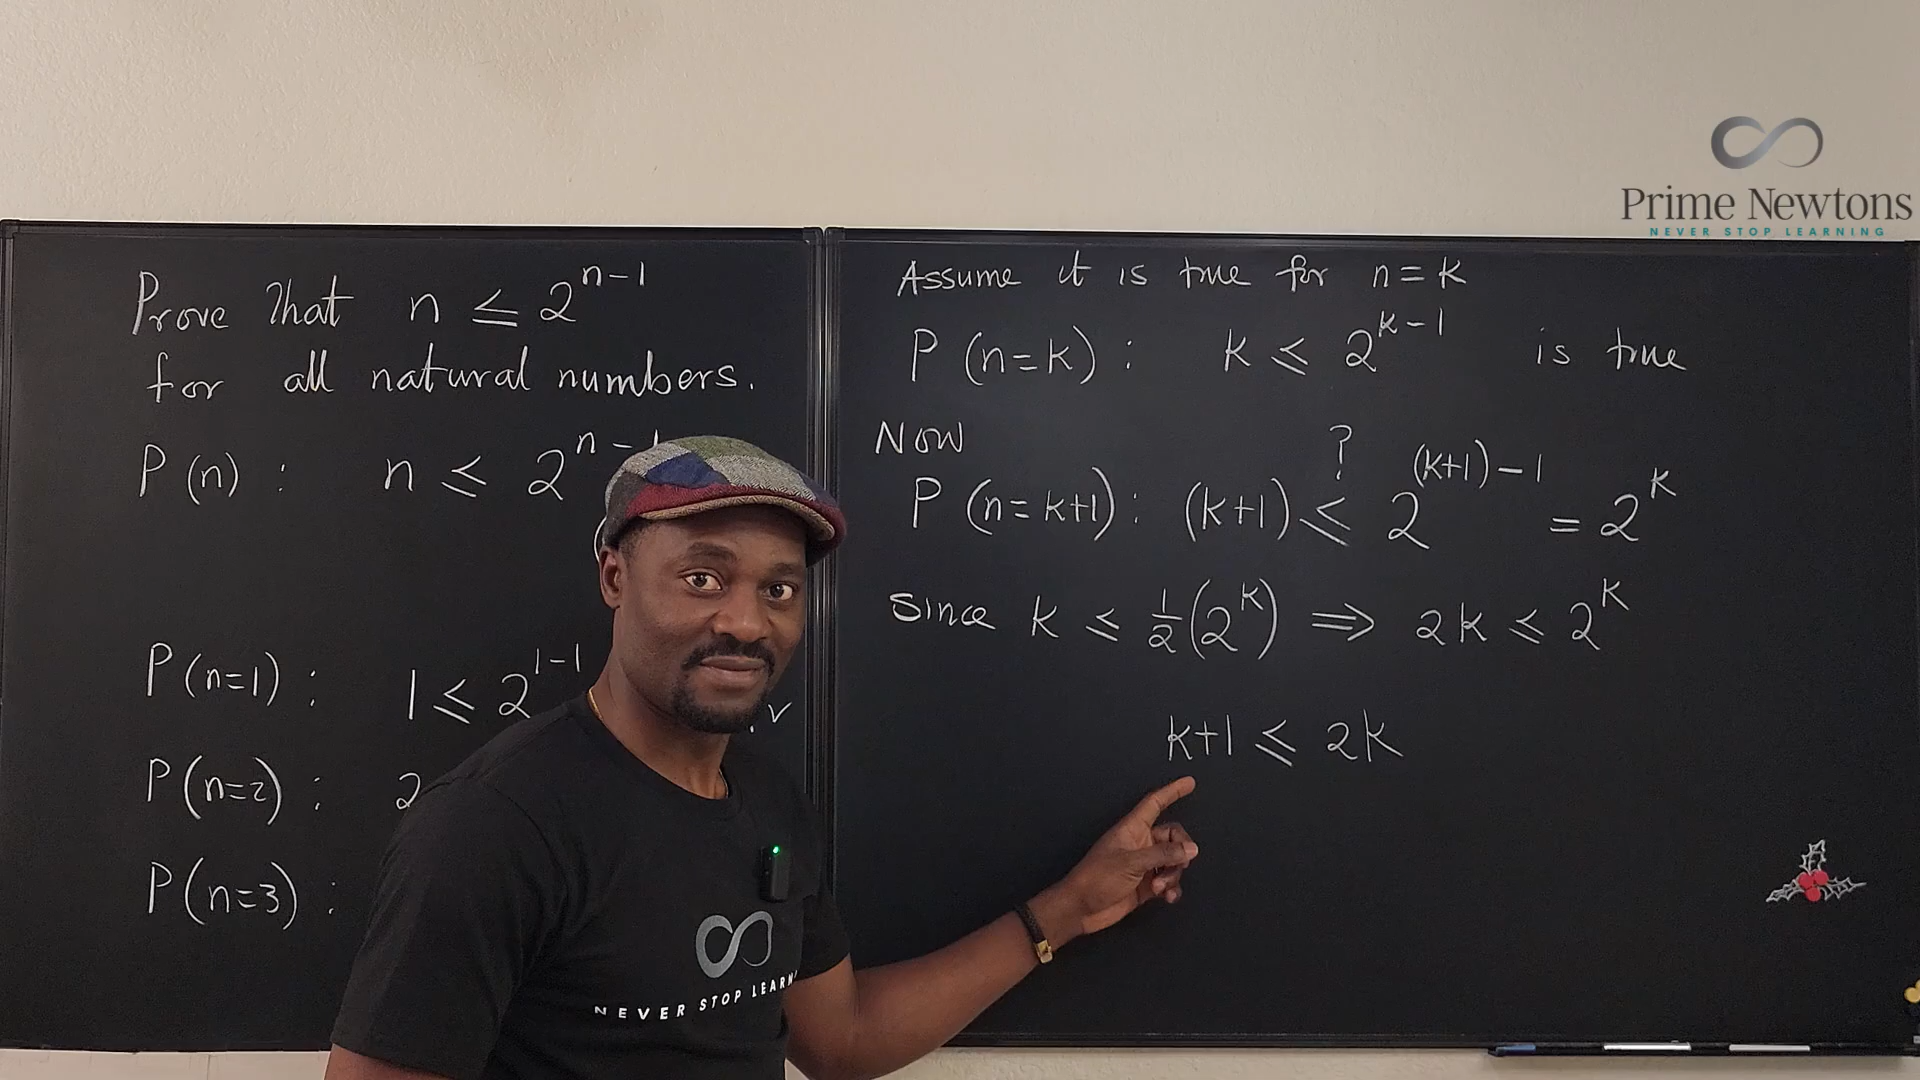 Prime Newtons
NEVER STOP LEARNING
Prove that n ≤ 2^{n-1}
for all natural numbers.
P(n) : n ≤ 2^{n-
P(n=1) : 1 ≤ 2^{1-1}
P(n=2) : 2
P(n=3) :
Assume it is true for n=k
P(n=k) : k ≤ 2^{k-1} is true
Now
P(n=k+1) : (k+1) ≤^{?} 2^{(k+1)-1} = 2^k
Since k ≤ 1/2(2^k) ⇒ 2k ≤ 2^k
k+1 ≤ 2k
NEVER STOP LEARN